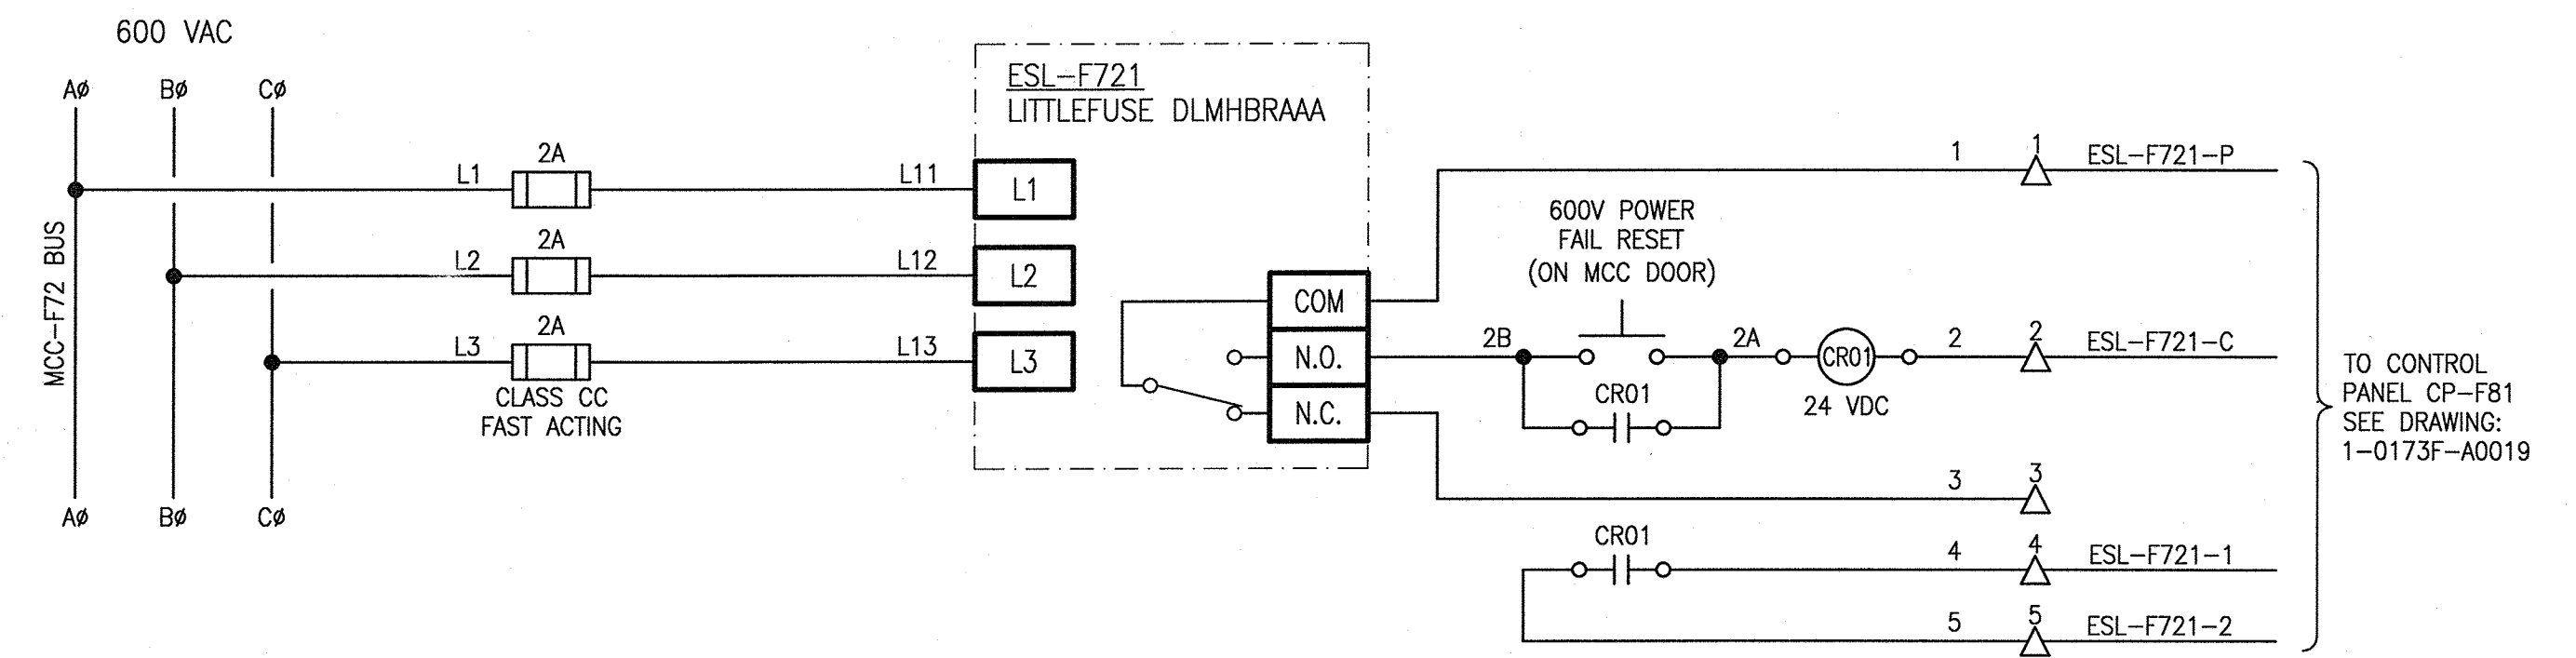 600 VAC
AØ BØ CØ
MCC-F72 BUS
L1 2A L11
L2 2A L12
L3 2A L13
CLASS CC
FAST ACTING
AØ BØ CØ
ESL-F721
LITTLEFUSE DLMHBRAAA
L1
L2
L3
COM
N.O.
N.C.
1 1 ESL-F721-P
600V POWER
FAIL RESET
(ON MCC DOOR)
2B 2A CR01 2 2 ESL-F721-C
CR01
24 VDC
3 3
CR01
4 4 ESL-F721-1
5 5 ESL-F721-2
TO CONTROL
PANEL CP-F81
SEE DRAWING:
1-0173F-A0019